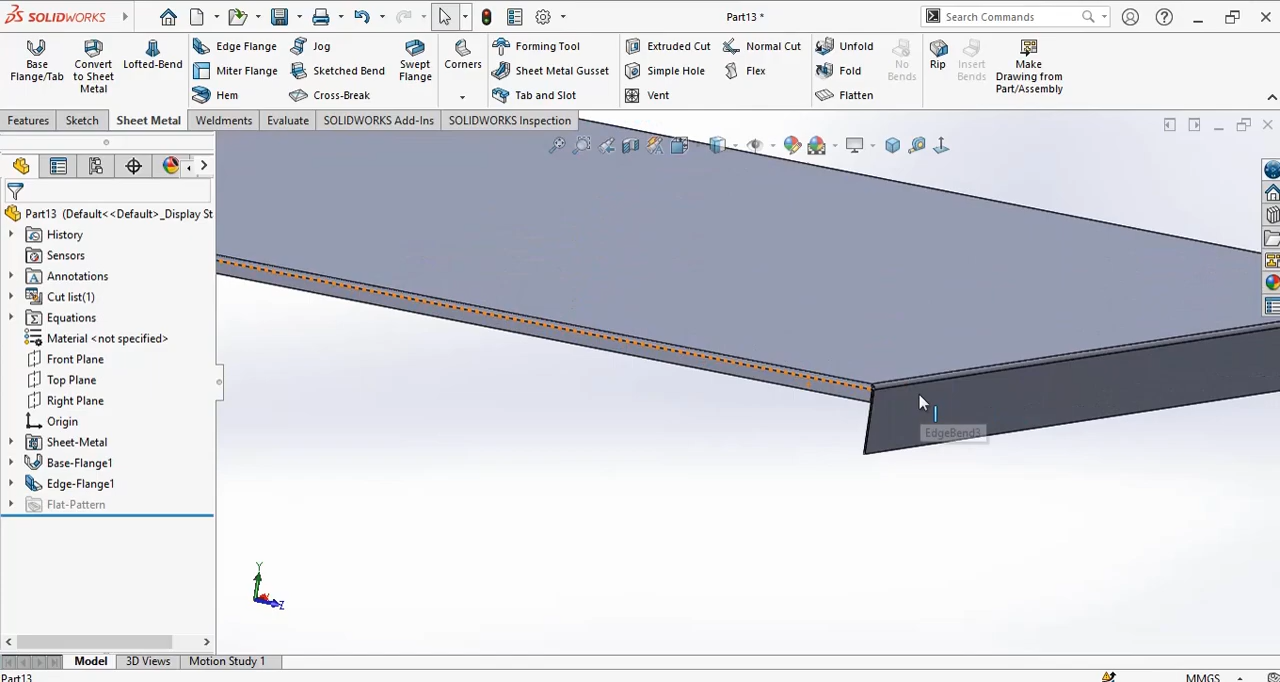 SOLIDWORKS
Part13 *
Search Commands
Base Flange/Tab
Convert to Sheet Metal
Lofted-Bend
Edge Flange
Miter Flange
Hem
Jog
Sketched Bend
Cross-Break
Swept Flange
Corners
Forming Tool
Sheet Metal Gusset
Tab and Slot
Extruded Cut
Simple Hole
Vent
Normal Cut
Flex
Unfold
Fold
Flatten
No Bends
Rip
Insert Bends
Make Drawing from Part/Assembly
Features
Sketch
Sheet Metal
Weldments
Evaluate
SOLIDWORKS Add-Ins
SOLIDWORKS Inspection
Part13 (Default<<Default>_Display St
History
Sensors
Annotations
Cut list(1)
Equations
Material <not specified>
Front Plane
Top Plane
Right Plane
Origin
Sheet-Metal
Base-Flange1
Edge-Flange1
Flat-Pattern
EdgeBend3
Y
Z
Model
3D Views
Motion Study 1
Part13
MMGS